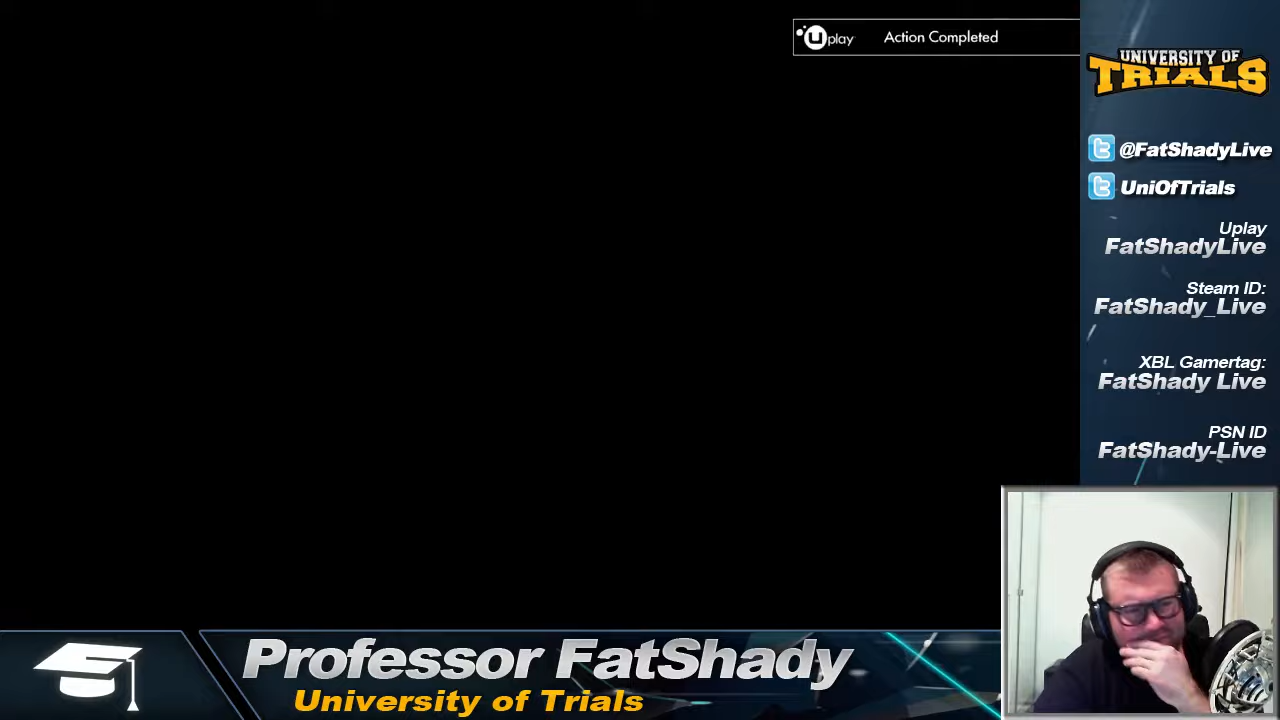 uplay Action Completed
UNIVERSITY OF
TRIALS
@FatShadyLive
UniOfTrials
Uplay
FatShadyLive
Steam ID:
FatShady_Live
XBL Gamertag:
FatShady Live
PSN ID
FatShady-Live
Professor FatShady
University of Trials